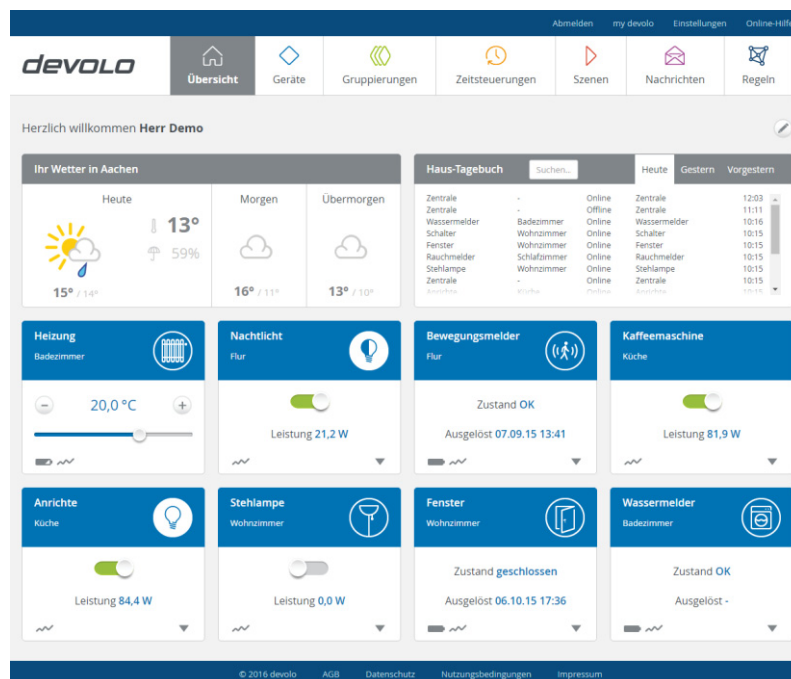 Abmelden my devolo Einstellungen Online-Hilfe
devolo
Übersicht Geräte Gruppierungen Zeitsteuerungen Szenen Nachrichten Regeln
Herzlich willkommen Herr Demo
Ihr Wetter in Aachen
Heute Morgen Übermorgen
13°
59%
15° / 14° 16° / 11° 13° / 10°
Haus-Tagebuch Suchen... Heute Gestern Vorgestern
Zentrale - Online Zentrale 12:03
Zentrale - Offline Zentrale 11:11
Wassermelder Badezimmer Online Wassermelder 10:16
Schalter Wohnzimmer Online Schalter 10:15
Fenster Wohnzimmer Online Fenster 10:15
Rauchmelder Schlafzimmer Online Rauchmelder 10:15
Stehlampe Wohnzimmer Online Stehlampe 10:15
Zentrale - Online Zentrale 10:15
Anrichte Küche Online Anrichte 10:15
Heizung
Badezimmer
20,0 °C
Nachtlicht
Flur
Leistung 21,2 W
Bewegungsmelder
Flur
Zustand OK
Ausgelöst 07.09.15 13:41
Kaffeemaschine
Küche
Leistung 81,9 W
Anrichte
Küche
Leistung 84,4 W
Stehlampe
Wohnzimmer
Leistung 0,0 W
Fenster
Wohnzimmer
Zustand geschlossen
Ausgelöst 06.10.15 17:36
Wassermelder
Badezimmer
Zustand OK
Ausgelöst -
© 2016 devolo AGB Datenschutz Nutzungsbedingungen Impressum